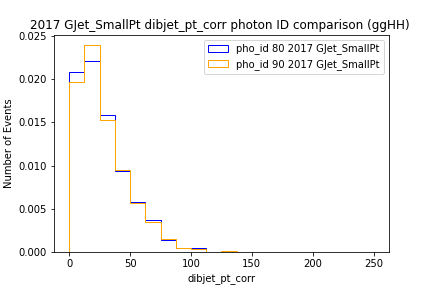 2017 GJet_SmallPt dibjet_pt_corr photon ID comparison (ggHH)
pho_id 80 2017 GJet_SmallPt
pho_id 90 2017 GJet_SmallPt
Number of Events
0.025
0.020
0.015
0.010
0.005
0.000
0 50 100 150 200 250
dibjet_pt_corr